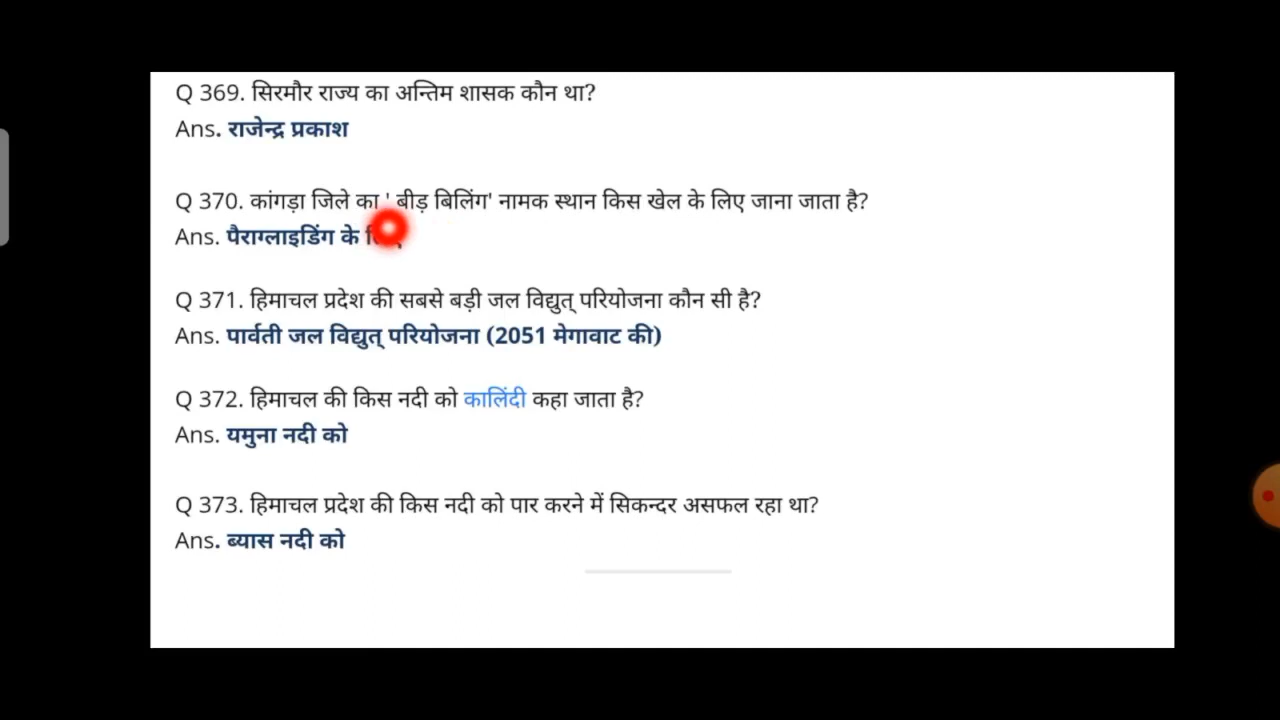 Q 369. सिरमौर राज्य का अन्तिम शासक कौन था?
Ans. राजेन्द्र प्रकाश
Q 370. कांगड़ा जिले का ' बीड़ बिलिंग' नामक स्थान किस खेल के लिए जाना जाता है?
Ans. पैराग्लाइडिंग के
Q 371. हिमाचल प्रदेश की सबसे बड़ी जल विद्युत् परियोजना कौन सी है?
Ans. पार्वती जल विद्युत् परियोजना (2051 मेगावाट की)
Q 372. हिमाचल की किस नदी को कालिंदी कहा जाता है?
Ans. यमुना नदी को
Q 373. हिमाचल प्रदेश की किस नदी को पार करने में सिकन्दर असफल रहा था?
Ans. ब्यास नदी को